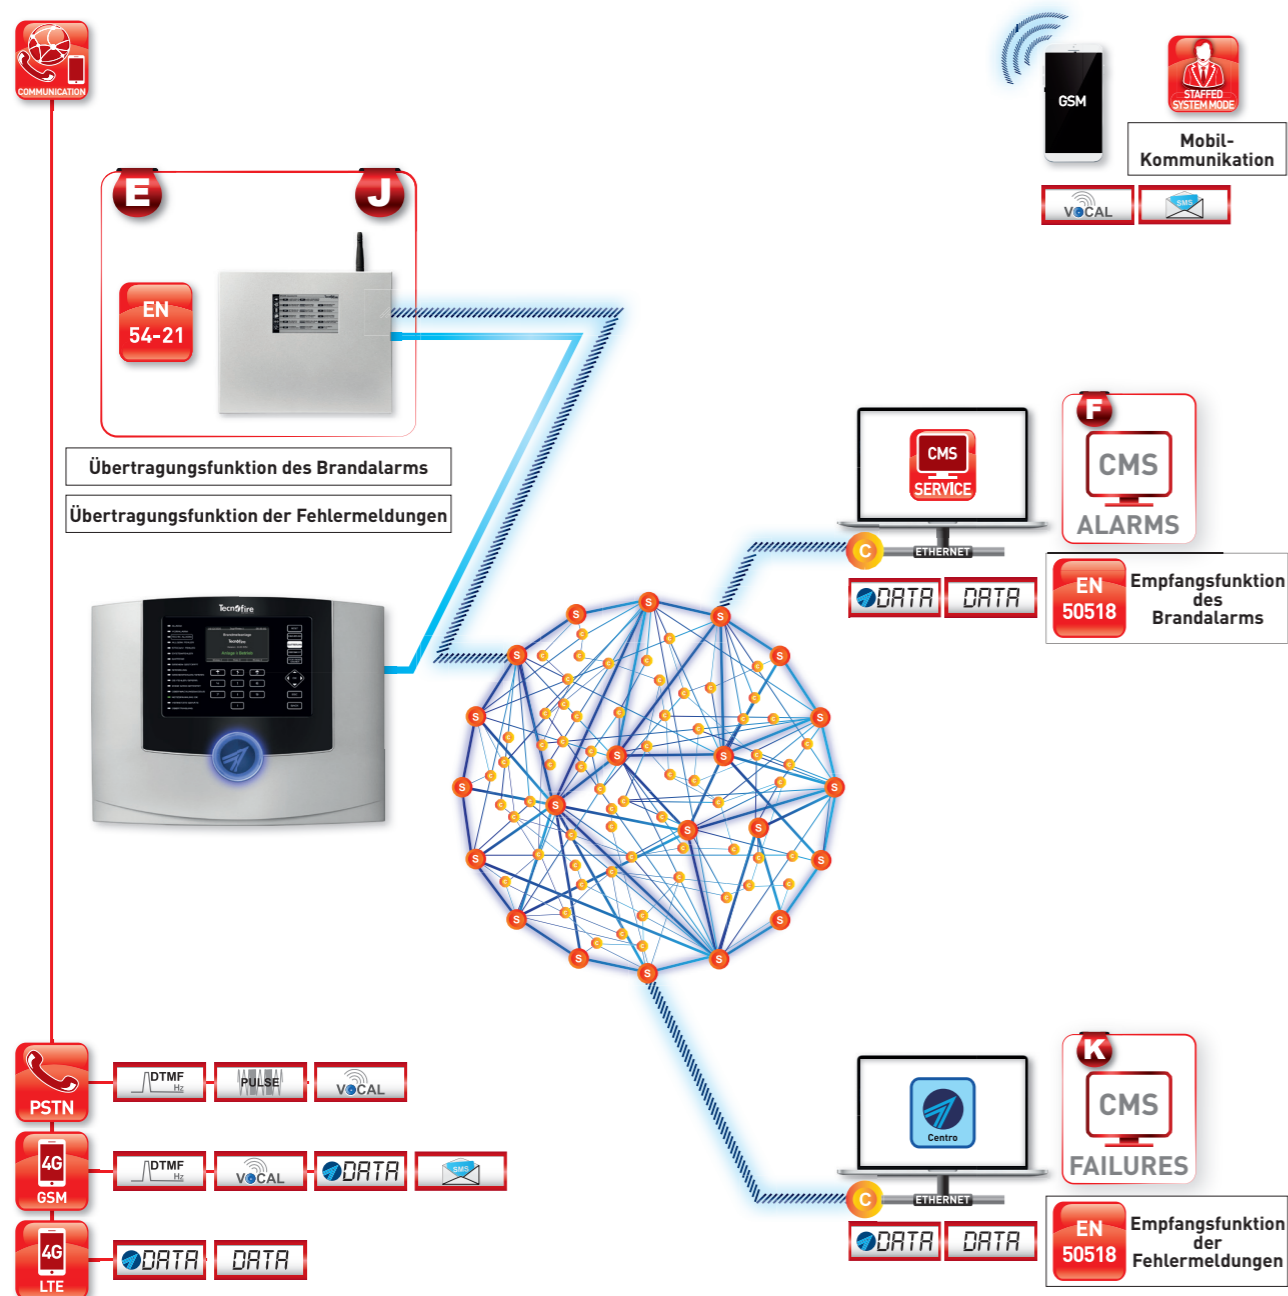 COMMUNICATION
GSM
STAFFED
SYSTEM MODE
Mobil-
Kommunikation
VOCAL
SMS
E
J
EN
54-21
Übertragungsfunktion des Brandalarms
Übertragungsfunktion der Fehlermeldungen
Tecnofire
CMS
SERVICE
C
ETHERNET
DATA
DATA
F
CMS
ALARMS
EN
50518
Empfangsfunktion
des
Brandalarms
PSTN
DTMF
Hz
PULSE
VOCAL
4G
GSM
DTMF
Hz
VOCAL
DATA
SMS
4G
LTE
DATA
DATA
Centro
C
ETHERNET
DATA
DATA
K
CMS
FAILURES
EN
50518
Empfangsfunktion
der
Fehlermeldungen